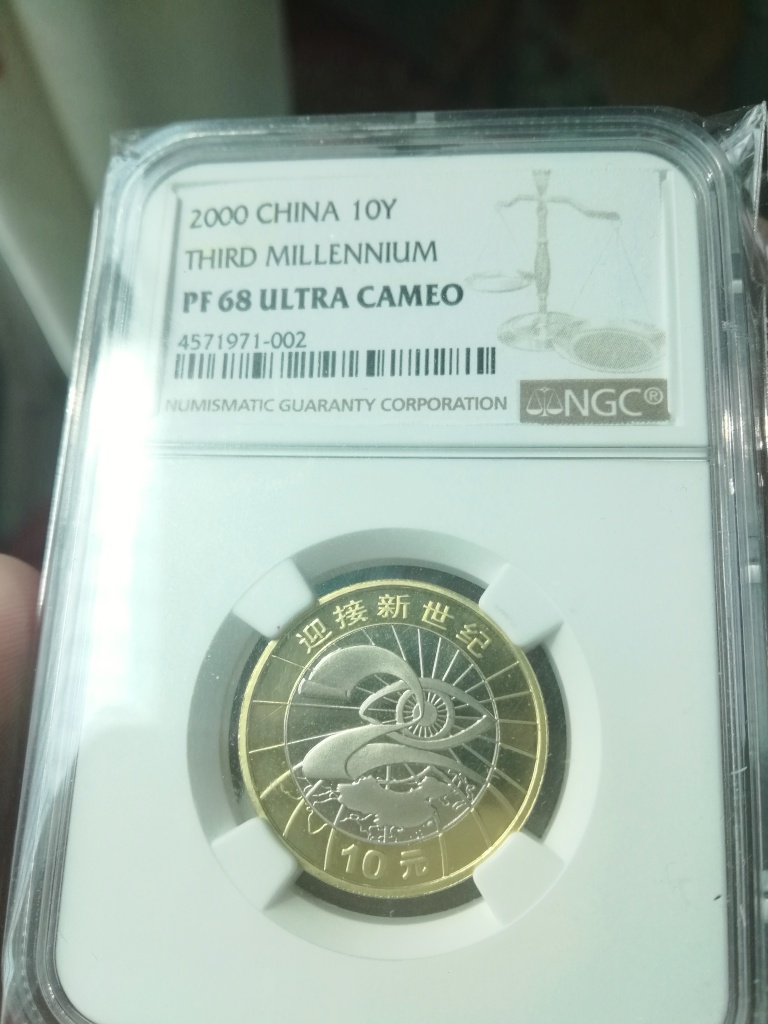 2000 CHINA 10Y
THIRD MILLENNIUM
PF 68 ULTRA CAMEO
4571971-002
NUMISMATIC GUARANTY CORPORATION
NGC®
迎接新世纪
10元